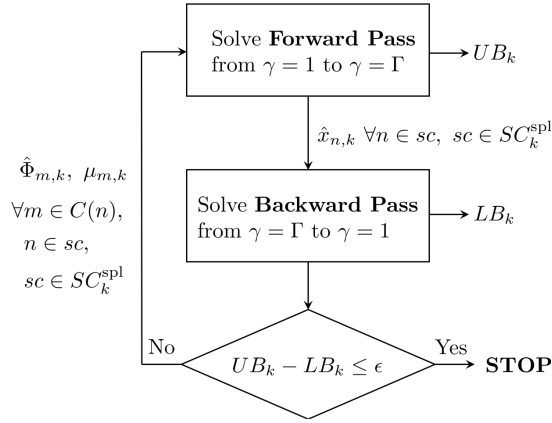 Solve Forward Pass
from γ = 1 to γ = Γ
UB_k
x̂_{n,k} ∀n ∈ sc, sc ∈ SC_k^{spl}
Φ̂_{m,k}, μ_{m,k}
∀m ∈ C(n),
n ∈ sc,
sc ∈ SC_k^{spl}
Solve Backward Pass
from γ = Γ to γ = 1
LB_k
No
UB_k − LB_k ≤ ϵ
Yes
STOP